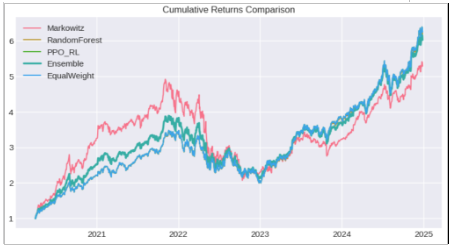 Cumulative Returns Comparison
Markowitz
RandomForest
PPO_RL
Ensemble
EqualWeight
6
5
4
3
2
1
2021
2022
2023
2024
2025